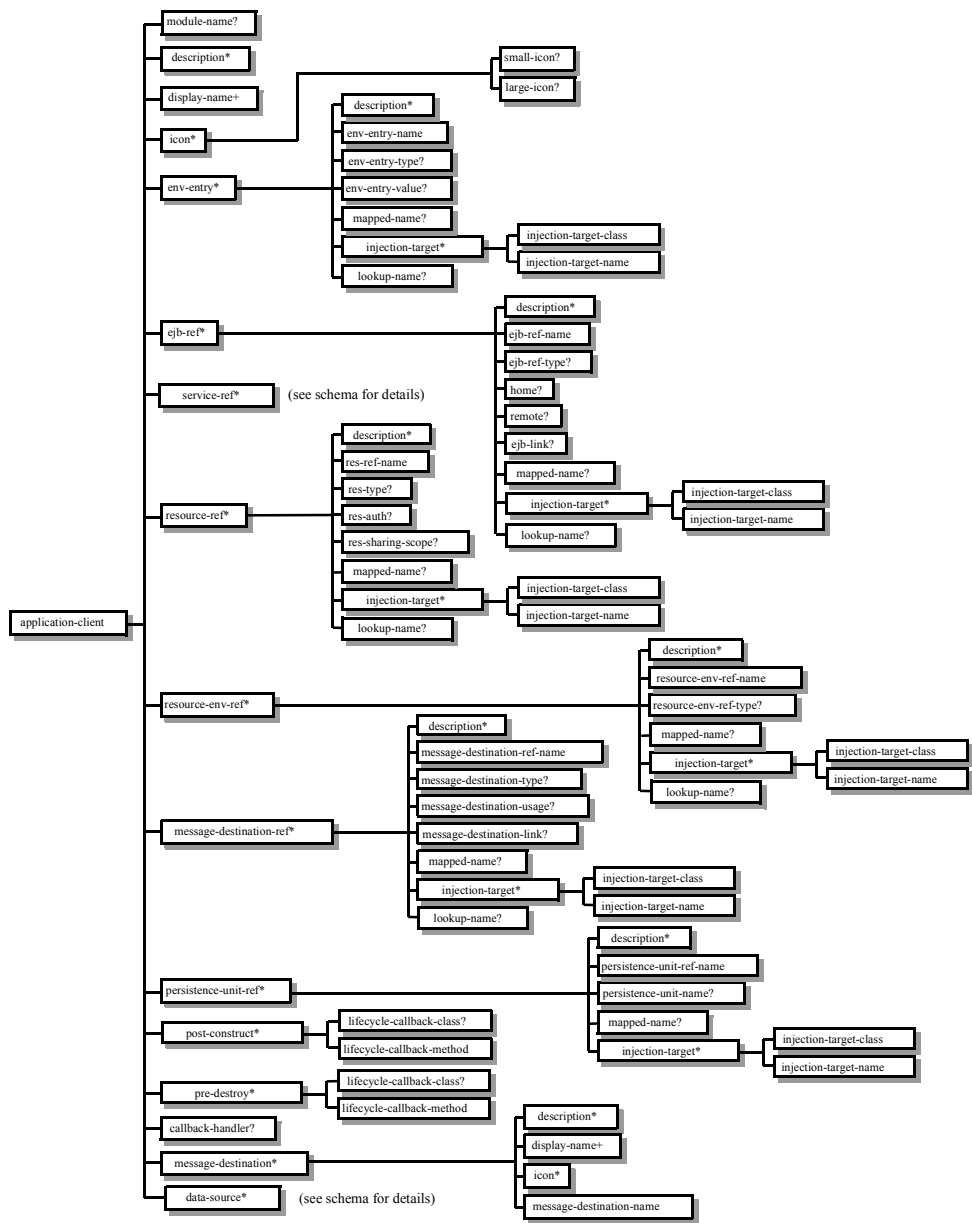 module-name?
description*
display-name+
icon*
small-icon?
large-icon?
env-entry*
description*
env-entry-name
env-entry-type?
env-entry-value?
mapped-name?
injection-target*
injection-target-class
injection-target-name
lookup-name?
ejb-ref*
description*
ejb-ref-name
ejb-ref-type?
home?
remote?
ejb-link?
mapped-name?
injection-target*
injection-target-class
injection-target-name
lookup-name?
service-ref* (see schema for details)
resource-ref*
description*
res-ref-name
res-type?
res-auth?
res-sharing-scope?
mapped-name?
injection-target*
injection-target-class
injection-target-name
lookup-name?
application-client
resource-env-ref*
description*
resource-env-ref-name
resource-env-ref-type?
mapped-name?
injection-target*
injection-target-class
injection-target-name
lookup-name?
message-destination-ref*
description*
message-destination-ref-name
message-destination-type?
message-destination-usage?
message-destination-link?
mapped-name?
injection-target*
injection-target-class
injection-target-name
lookup-name?
persistence-unit-ref*
description*
persistence-unit-ref-name
persistence-unit-name?
mapped-name?
injection-target*
injection-target-class
injection-target-name
post-construct*
lifecycle-callback-class?
lifecycle-callback-method
pre-destroy*
lifecycle-callback-class?
lifecycle-callback-method
callback-handler?
message-destination*
description*
display-name+
icon*
message-destination-name
data-source* (see schema for details)